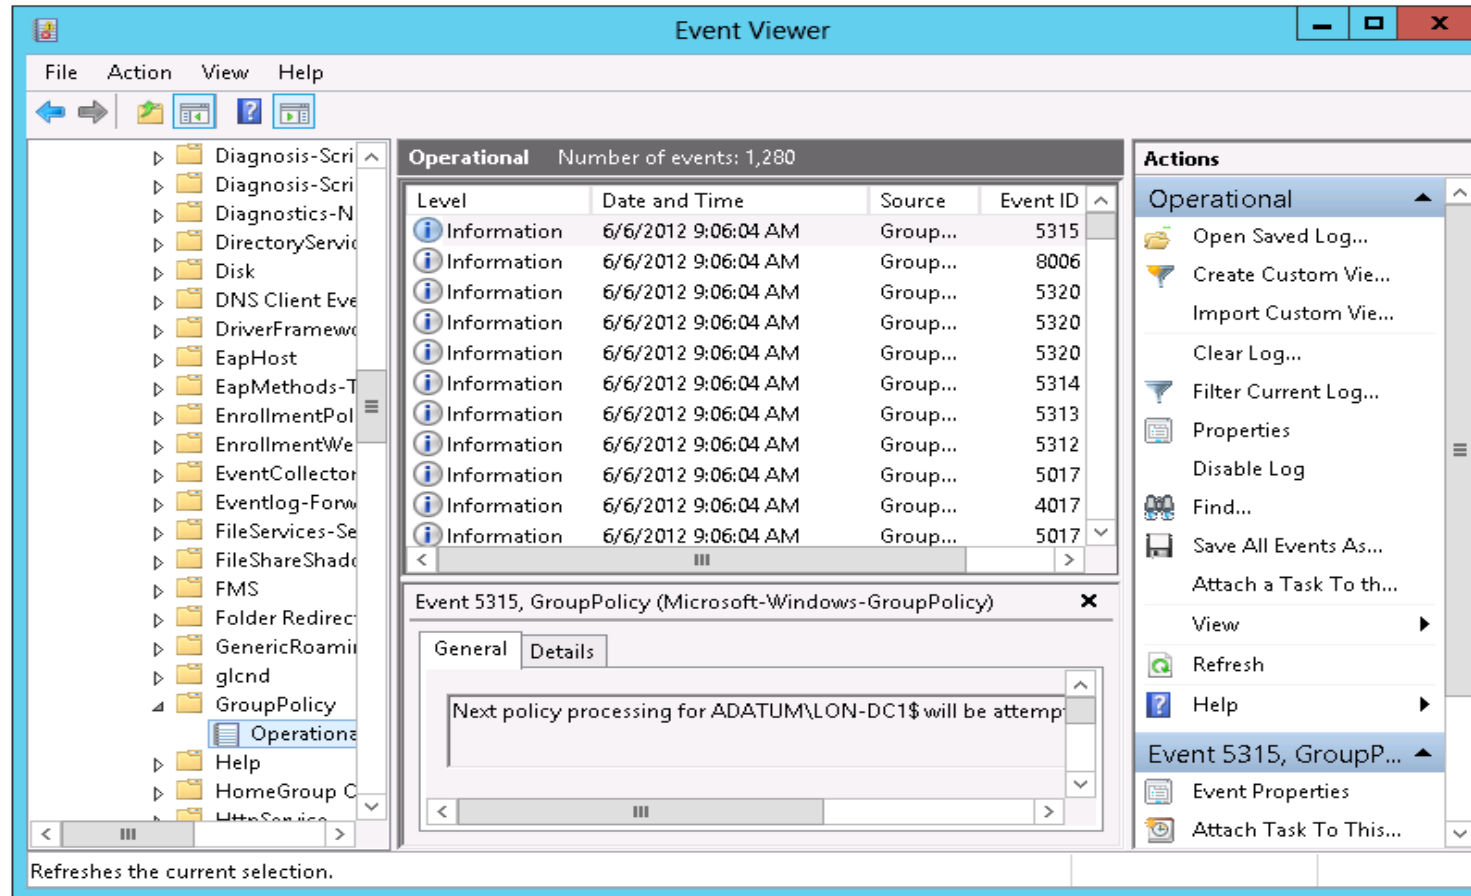 Event Viewer
File Action View Help
Diagnosis-Scri
Diagnosis-Scri
Diagnostics-N
DirectoryServic
Disk
DNS Client Eve
DriverFramewo
EapHost
EapMethods-T
EnrollmentPol
EnrollmentWe
EventCollector
Eventlog-Forw
FileServices-Se
FileShareShado
FMS
Folder Redirec
GenericRoami
glcnd
GroupPolicy
Operationa
Help
HomeGroup C
HttpService
Operational Number of events: 1,280
Level Date and Time Source Event ID
Information 6/6/2012 9:06:04 AM Group... 5315
Information 6/6/2012 9:06:04 AM Group... 8006
Information 6/6/2012 9:06:04 AM Group... 5320
Information 6/6/2012 9:06:04 AM Group... 5320
Information 6/6/2012 9:06:04 AM Group... 5320
Information 6/6/2012 9:06:04 AM Group... 5314
Information 6/6/2012 9:06:04 AM Group... 5313
Information 6/6/2012 9:06:04 AM Group... 5312
Information 6/6/2012 9:06:04 AM Group... 5017
Information 6/6/2012 9:06:04 AM Group... 4017
Information 6/6/2012 9:06:04 AM Group... 5017
Event 5315, GroupPolicy (Microsoft-Windows-GroupPolicy)
General Details
Next policy processing for ADATUM\LON-DC1$ will be attemp
Actions
Operational
Open Saved Log...
Create Custom Vie...
Import Custom Vie...
Clear Log...
Filter Current Log...
Properties
Disable Log
Find...
Save All Events As...
Attach a Task To th...
View
Refresh
Help
Event 5315, GroupP...
Event Properties
Attach Task To This...
Refreshes the current selection.